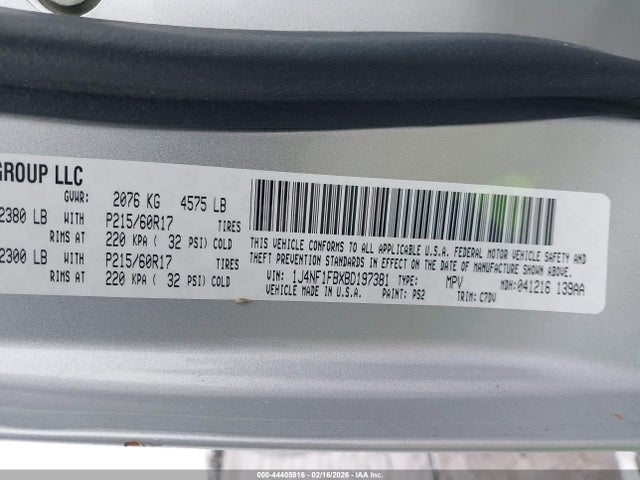 GROUP LLC
GVWR: 2076 KG 4575 LB
2380 LB WITH P215/60R17 TIRES
RIMS AT 220 KPA ( 32 PSI) COLD
2300 LB WITH P215/60R17 TIRES
RIMS AT 220 KPA ( 32 PSI) COLD
THIS VEHICLE CONFORMS TO ALL APPLICABLE U.S.A. FEDERAL MOTOR VEHICLE SAFETY AND
THEFT PREVENTION STANDARDS IN EFFECT ON THE DATE OF MANUFACTURE SHOWN ABOVE.
VIN: 1J4NF1FBXBD197381 TYPE: MPV MDH: 041216 139AA
VEHICLE MADE IN U.S.A. PAINT: PS2 TRIM: C7DV
000-44405916 - 02/16/2026 - IAAI.COM